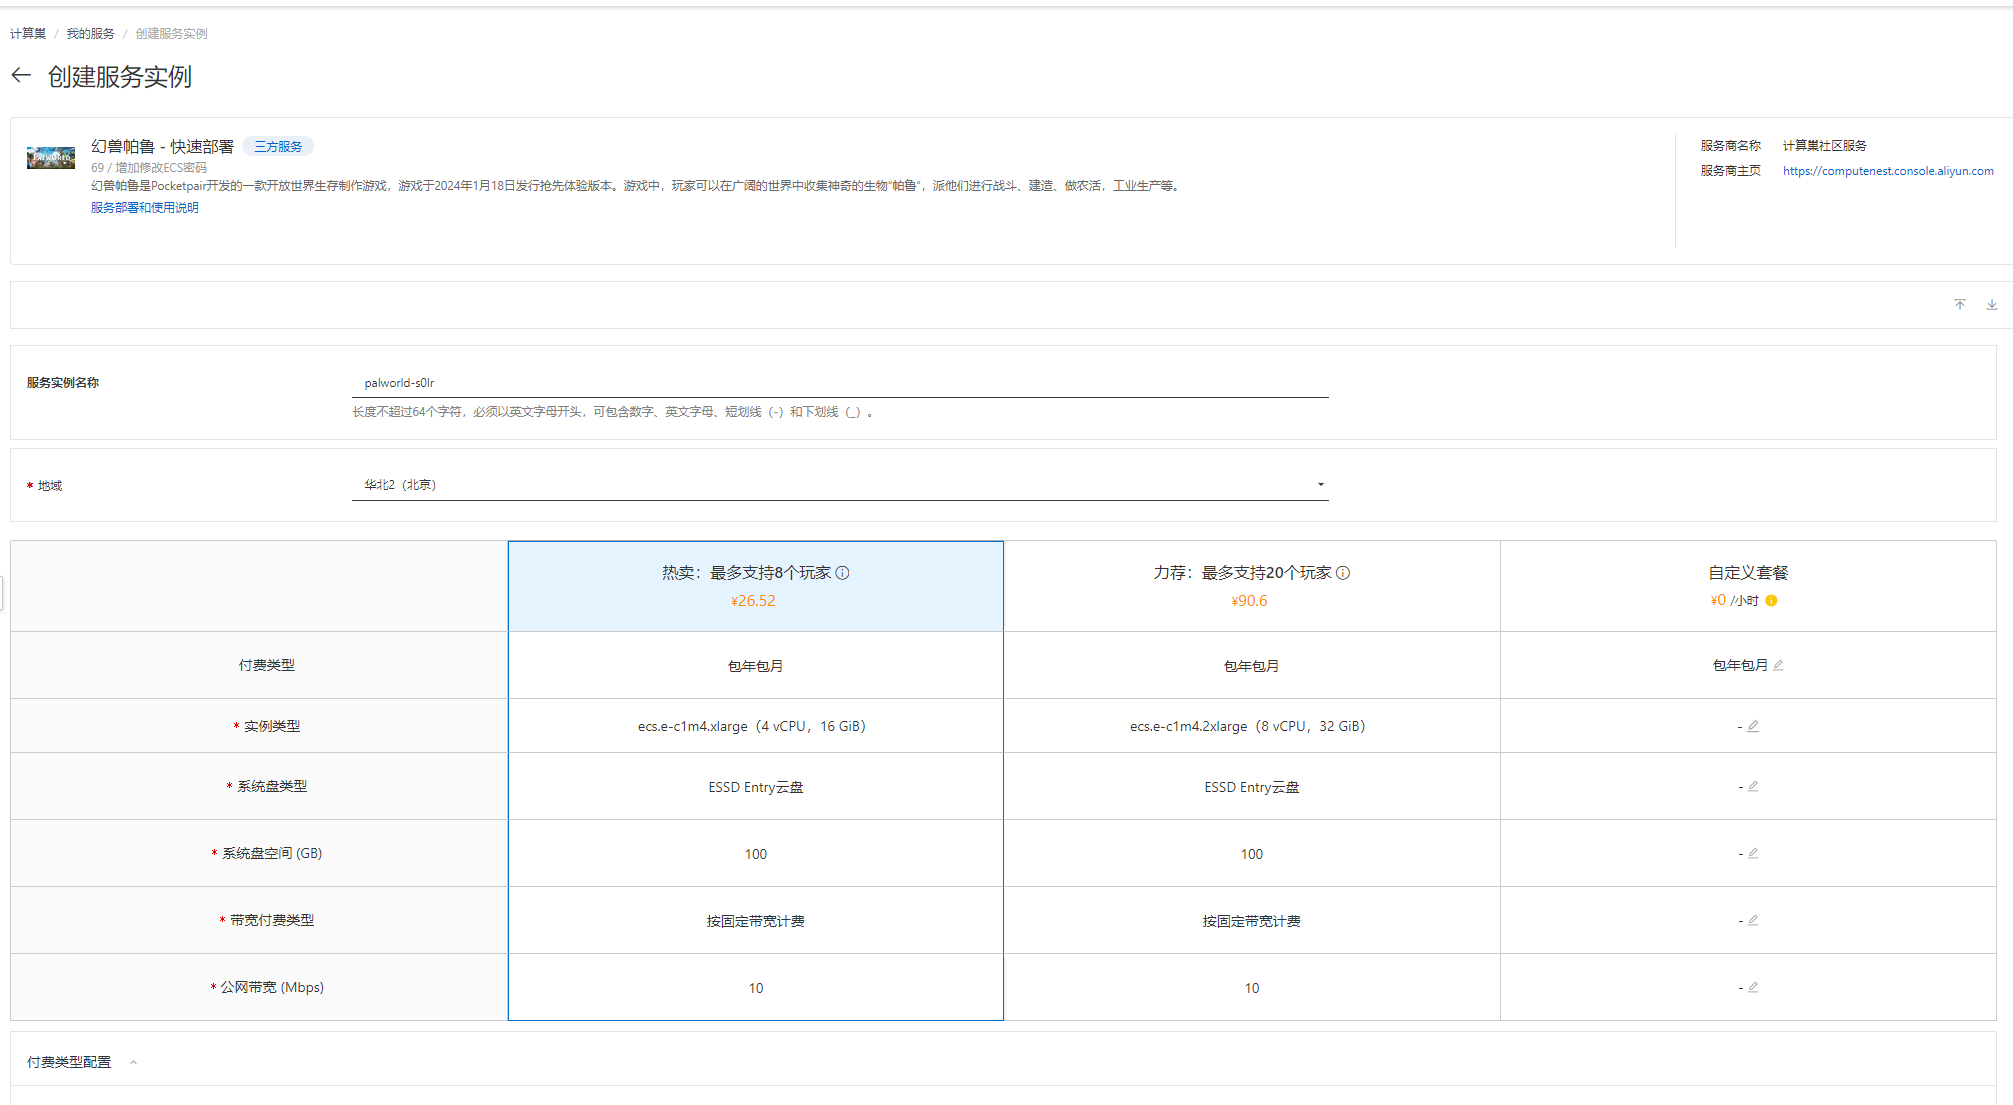 计算巢 / 我的服务 / 创建服务实例
← 创建服务实例
PALWORLD
幻兽帕鲁 - 快速部署 三方服务
69 / 增加修改ECS密码
幻兽帕鲁是Pocketpair开发的一款开放世界生存制作游戏，游戏于2024年1月18日发行抢先体验版本。游戏中，玩家可以在广阔的世界中收集神奇的生物“帕鲁”，派他们进行战斗、建造、做农活，工业生产等。
服务部署和使用说明
服务商名称 计算巢社区服务
服务商主页 https://computenest.console.aliyun.com
服务实例名称 palworld-s0lr
长度不超过64个字符，必须以英文字母开头，可包含数字、英文字母、短划线（-）和下划线（_）。
* 地域 华北2（北京）
热卖：最多支持8个玩家 力荐：最多支持20个玩家 自定义套餐
¥26.52 ¥90.6 ¥0 /小时
付费类型 包年包月 包年包月 包年包月
* 实例类型 ecs.e-c1m4.xlarge（4 vCPU，16 GiB） ecs.e-c1m4.2xlarge（8 vCPU，32 GiB） -
* 系统盘类型 ESSD Entry云盘 ESSD Entry云盘 -
* 系统盘空间 (GB) 100 100 -
* 带宽付费类型 按固定带宽计费 按固定带宽计费 -
* 公网带宽 (Mbps) 10 10 -
付费类型配置